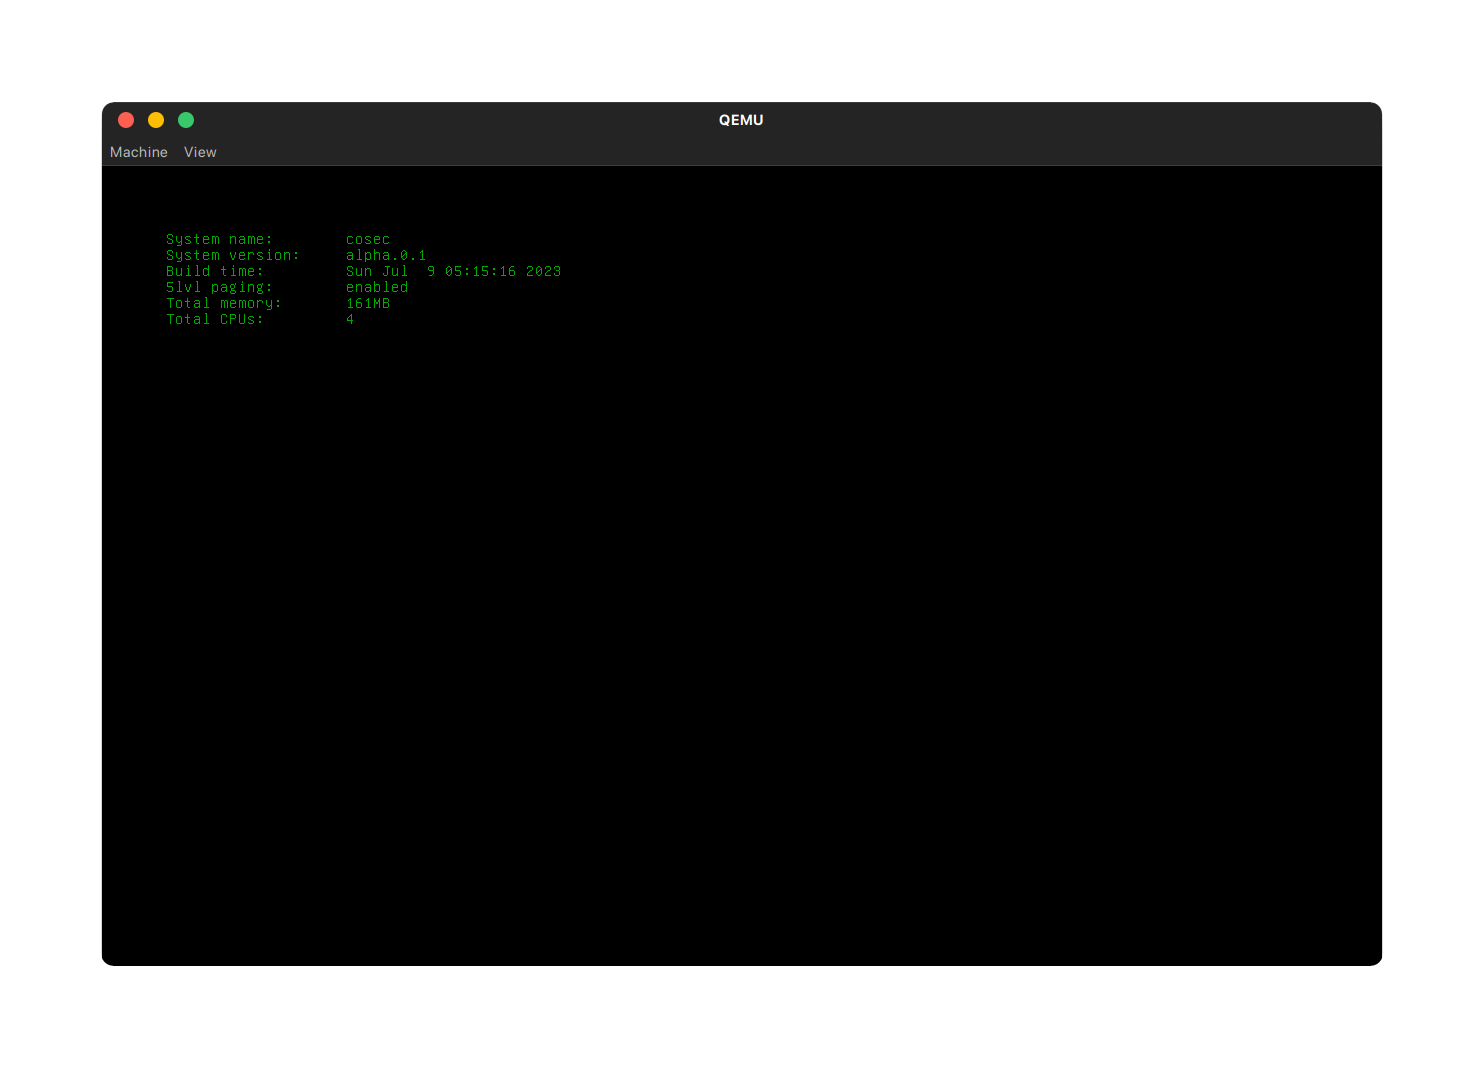 QEMU
Machine View
System name: cosec
System version: alpha.0.1
Build time: Sun Jul  9 05:15:16 2023
5lvl paging: enabled
Total memory: 161MB
Total CPUs: 4